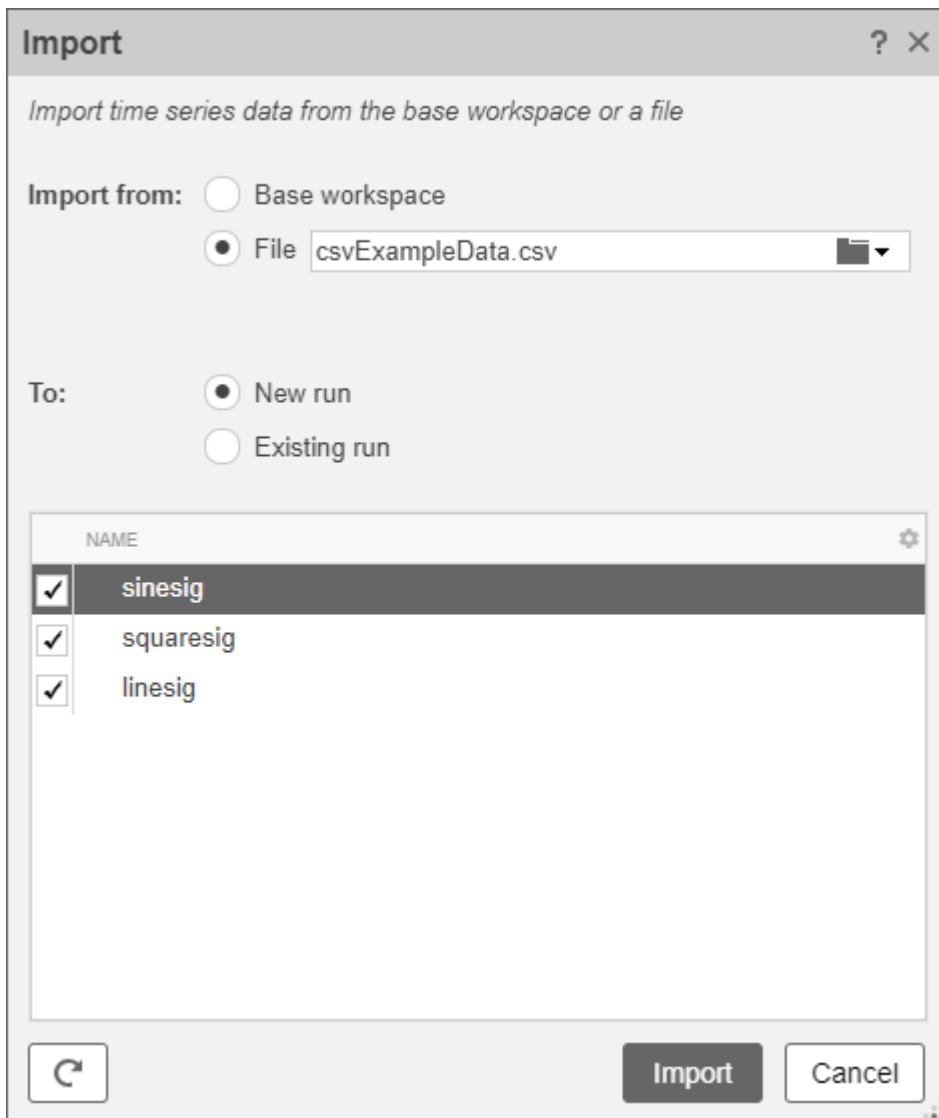 Import ? ×
Import time series data from the base workspace or a file
Import from: Base workspace
File csvExampleData.csv
To: New run
Existing run
NAME
sinesig
squaresig
linesig
Import Cancel